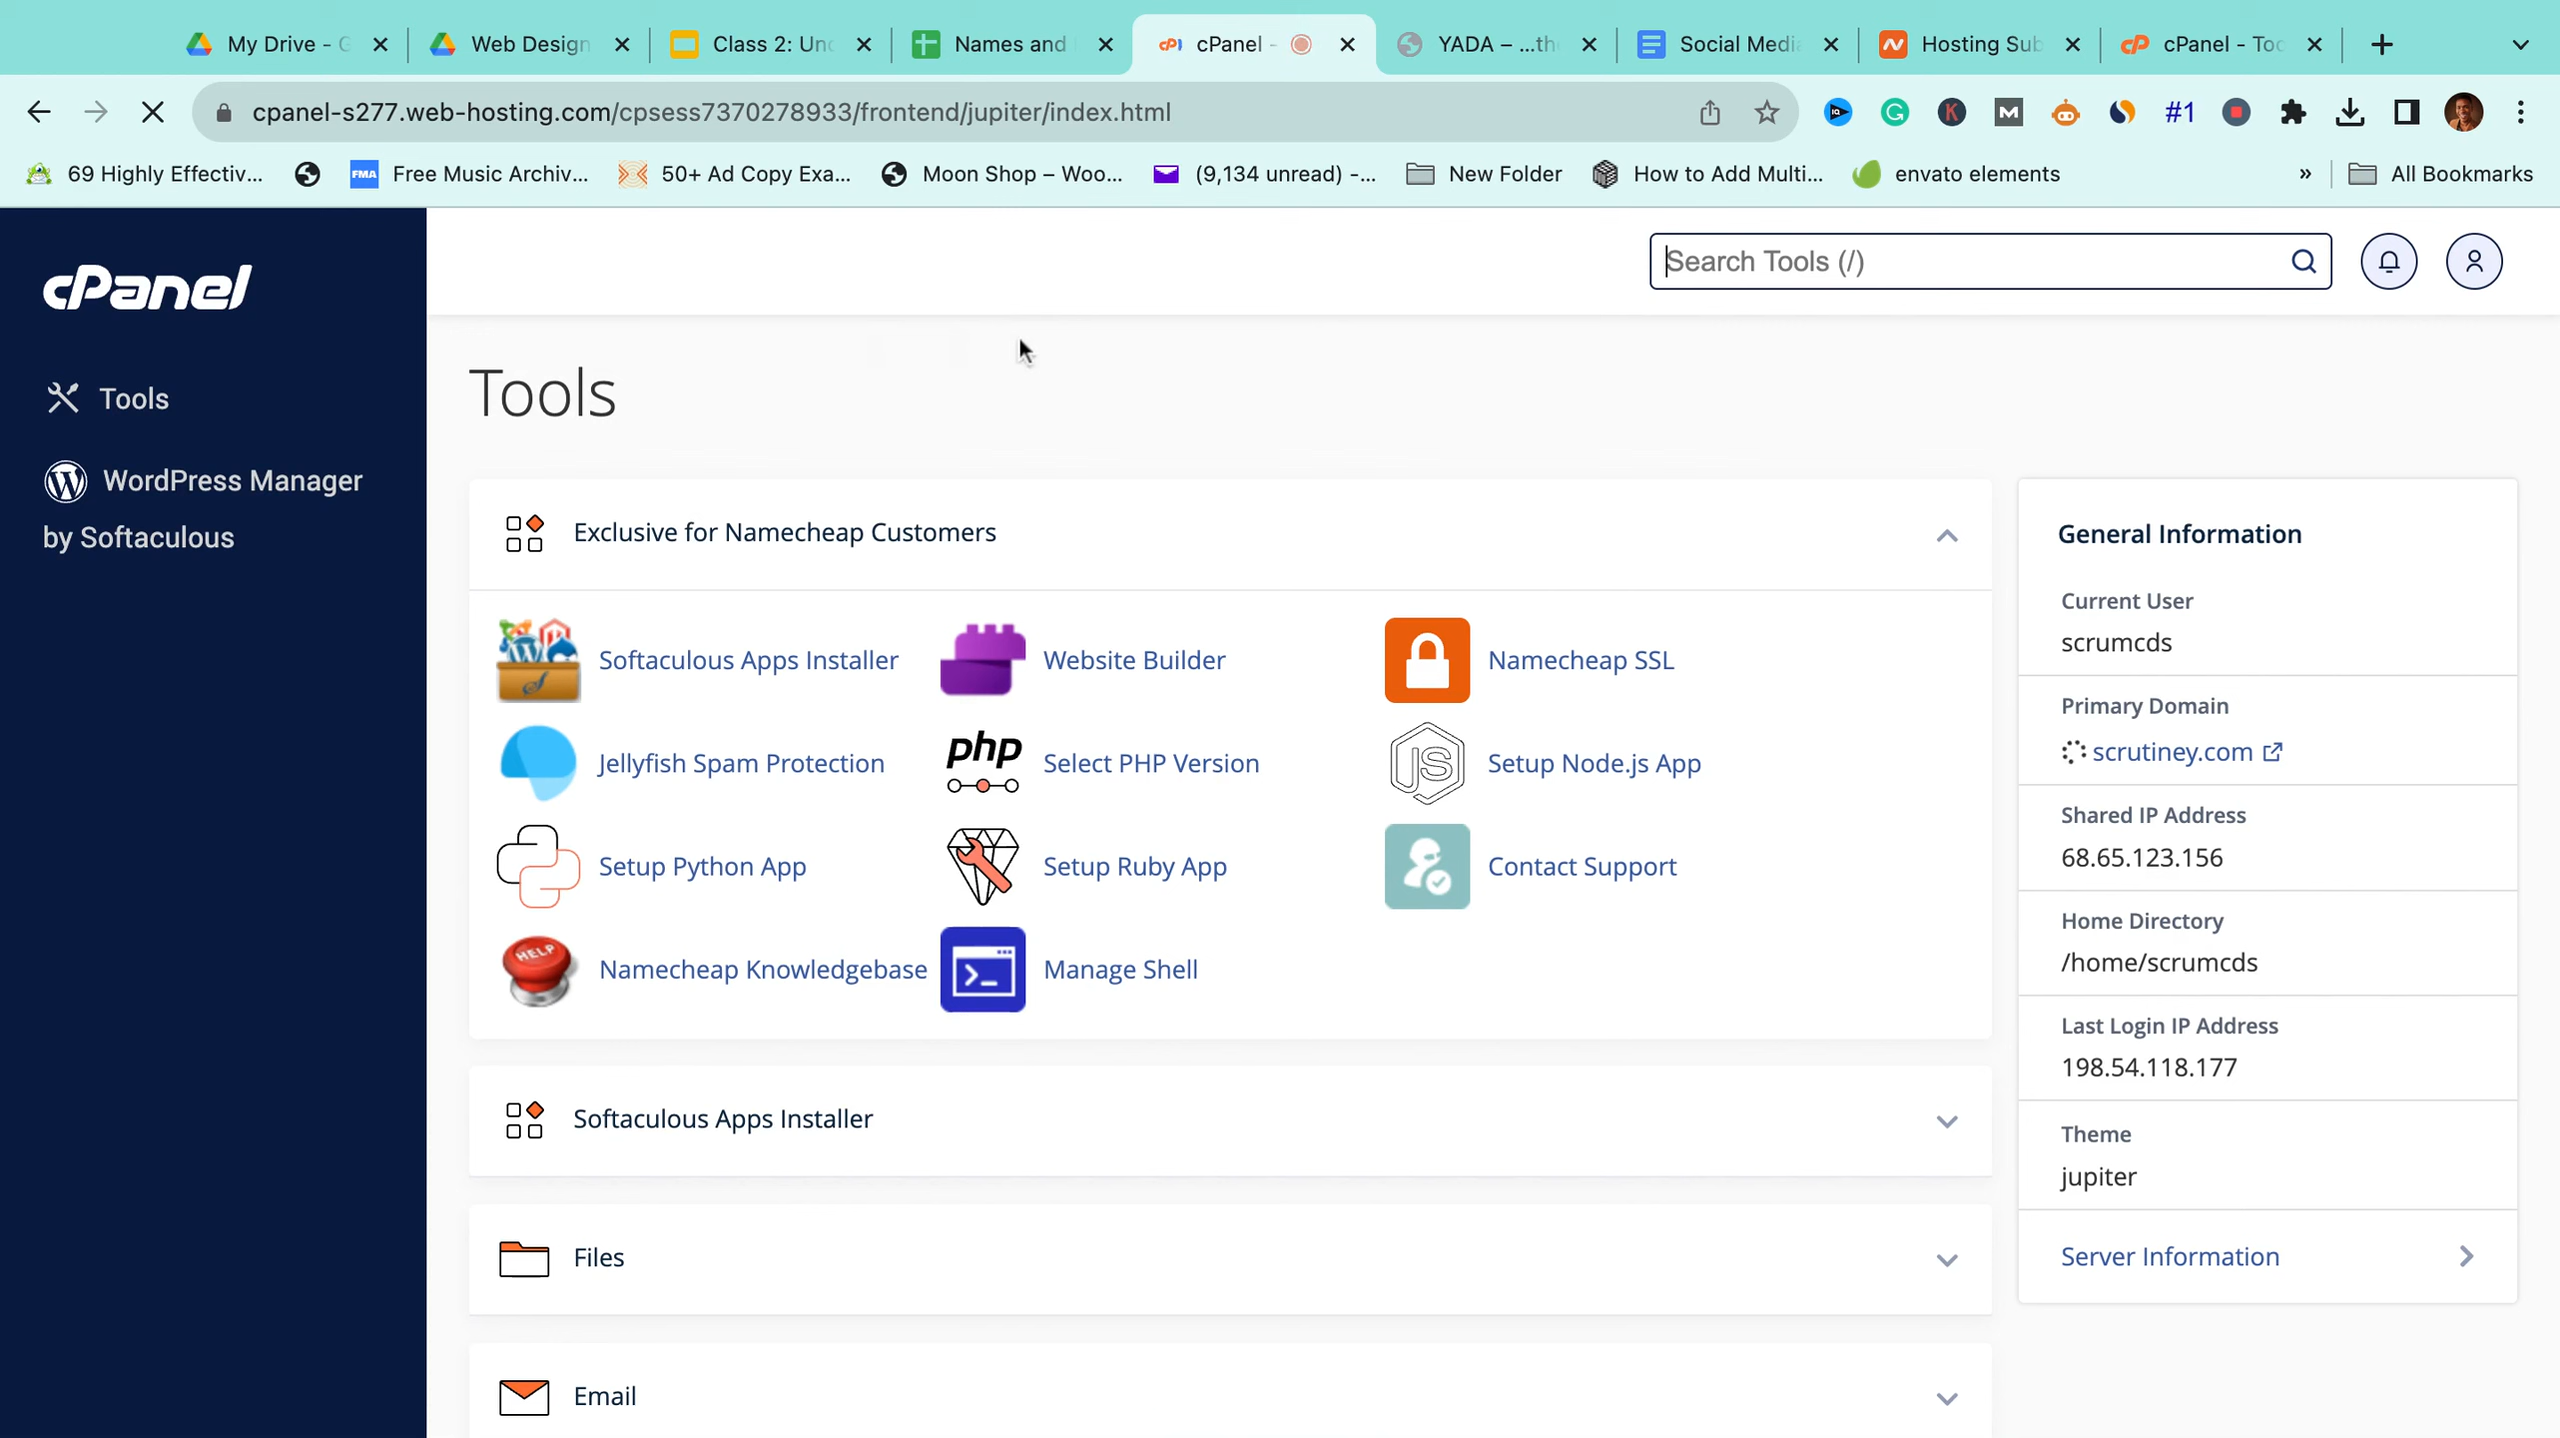 My Drive - G
Web Design
Class 2: Un
Names and
cPanel -
YADA – ...th
Social Medi
Hosting Sub
cPanel - Too
cpanel-s277.web-hosting.com/cpsess7370278933/frontend/jupiter/index.html
#1
69 Highly Effectiv...
FMA
Free Music Archiv...
50+ Ad Copy Exa...
Moon Shop – Woo...
(9,134 unread) -...
New Folder
How to Add Multi...
envato elements
»
All Bookmarks
cPanel
Search Tools (/)
Tools
WordPress Manager
by Softaculous
Tools
Exclusive for Namecheap Customers
Softaculous Apps Installer
Website Builder
Namecheap SSL
Jellyfish Spam Protection
php
Select PHP Version
JS
Setup Node.js App
Setup Python App
Setup Ruby App
Contact Support
HELP
Namecheap Knowledgebase
Manage Shell
Softaculous Apps Installer
Files
Email
General Information
Current User
scrumcds
Primary Domain
scrutiney.com
Shared IP Address
68.65.123.156
Home Directory
/home/scrumcds
Last Login IP Address
198.54.118.177
Theme
jupiter
Server Information